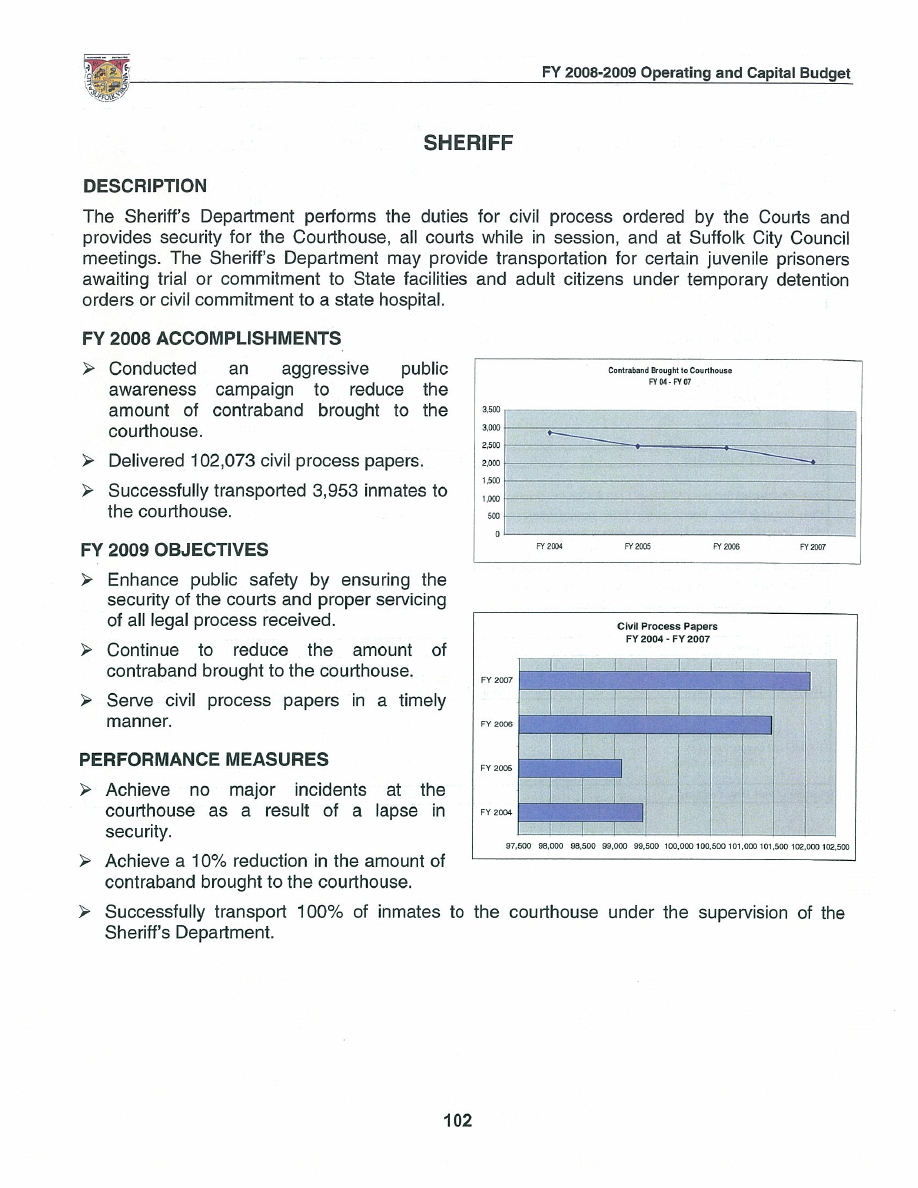 FY 2008-2009 Operating and Capital Budget
SHERIFF
DESCRIPTION
The Sheriff's Department performs the duties for civil process ordered by the Courts and
provides security for the Courthouse, all courts while in session, and at Suffolk City Council
meetings. The Sheriff's Department may provide transportation for certain juvenile prisoners
awaiting trial or commitment to State facilities and adult citizens under temporary detention
orders or civil commitment to a state hospital.
FY 2008 ACCOMPLISHMENTS
➢ Conducted an aggressive public
awareness campaign to reduce the
amount of contraband brought to the
courthouse.
➢ Delivered 102,073 civil process papers.
➢ Successfully transported 3,953 inmates to
the courthouse.
FY 2009 OBJECTIVES
➢ Enhance public safety by ensuring the
security of the courts and proper servicing
of all legal process received.
➢ Continue to reduce the amount of
contraband brought to the courthouse.
➢ Serve civil process papers in a timely
manner.
PERFORMANCE MEASURES
➢ Achieve no major incidents at the
courthouse as a result of a lapse in
security.
➢ Achieve a 10% reduction in the amount of
contraband brought to the courthouse.
➢ Successfully transport 100% of inmates to the courthouse under the supervision of the
Sheriff's Department.
Contraband Brought to Courthouse
FY 04 - FY 07
3,500
3,000
2,500
2,000
1,500
1,000
500
0
FY 2004 FY 2005 FY 2006 FY 2007
Civil Process Papers
FY 2004 - FY 2007
FY 2007
FY 2006
FY 2005
FY 2004
97,500 98,000 98,500 99,000 99,500 100,000 100,500 101,000 101,500 102,000 102,500
102